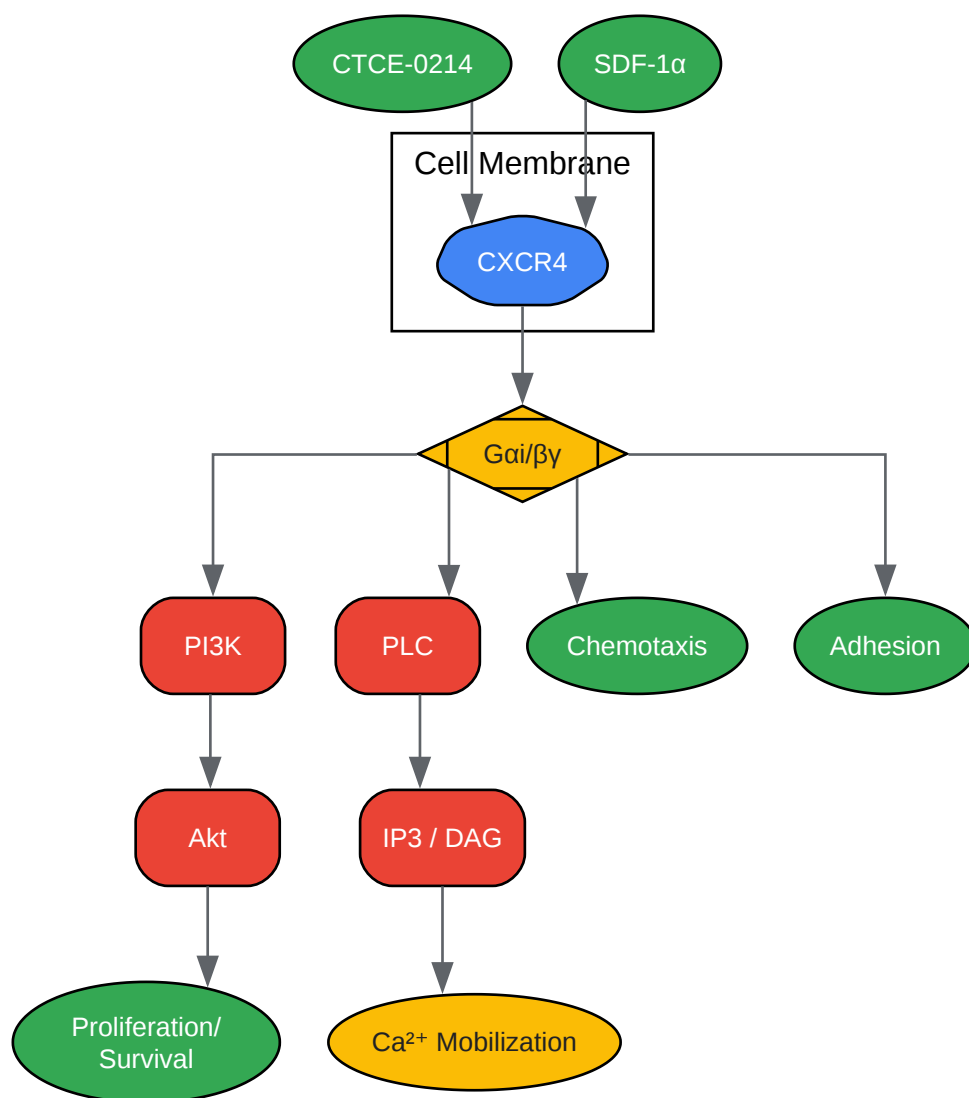 CTCE-0214
SDF-1α
Cell Membrane
CXCR4
Gαi/βγ
PI3K
PLC
Chemotaxis
Adhesion
Akt
IP3 / DAG
Proliferation/
Survival
Ca²⁺ Mobilization